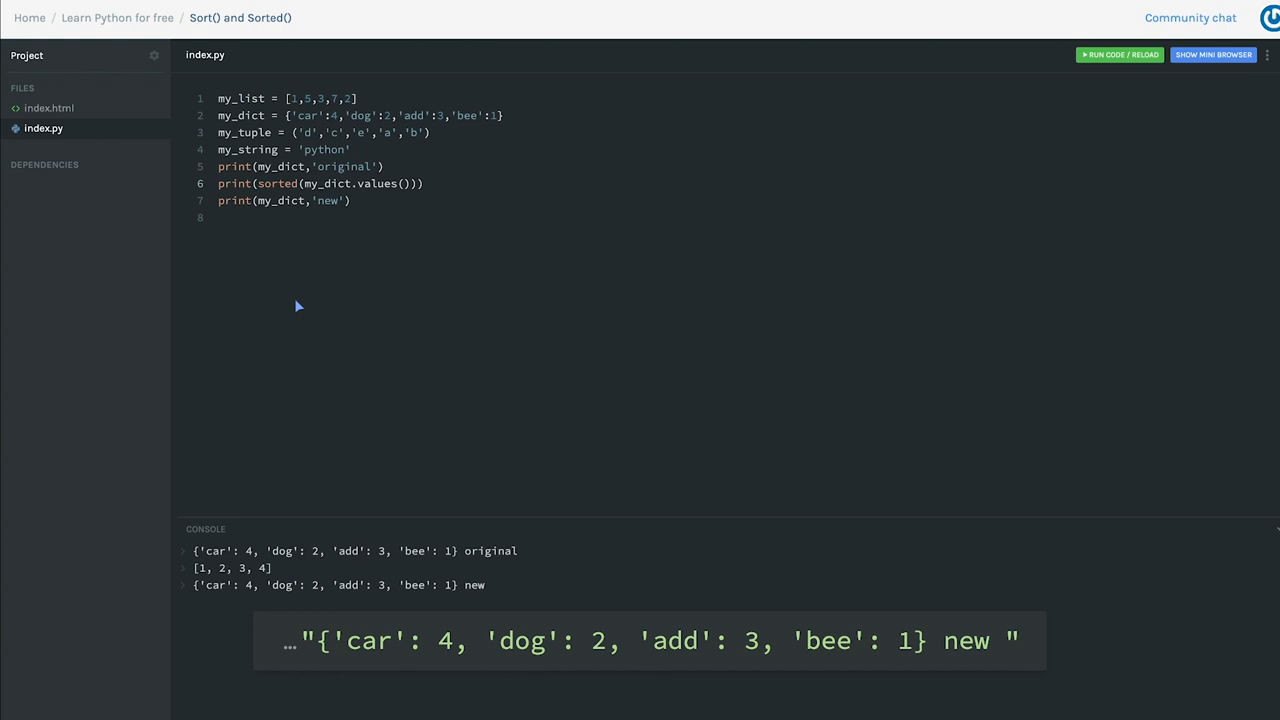 Home / Learn Python for free / Sort() and Sorted()
Community chat
Project
index.py
RUN CODE / RELOAD
SHOW MINI BROWSER
FILES
<> index.html
index.py
DEPENDENCIES
1 my_list = [1,5,3,7,2]
2 my_dict = {'car':4,'dog':2,'add':3,'bee':1}
3 my_tuple = ('d','c','e','a','b')
4 my_string = 'python'
5 print(my_dict,'original')
6 print(sorted(my_dict.values()))
7 print(my_dict,'new')
8
CONSOLE
{'car': 4, 'dog': 2, 'add': 3, 'bee': 1} original
[1, 2, 3, 4]
{'car': 4, 'dog': 2, 'add': 3, 'bee': 1} new
…"{'car': 4, 'dog': 2, 'add': 3, 'bee': 1} new "